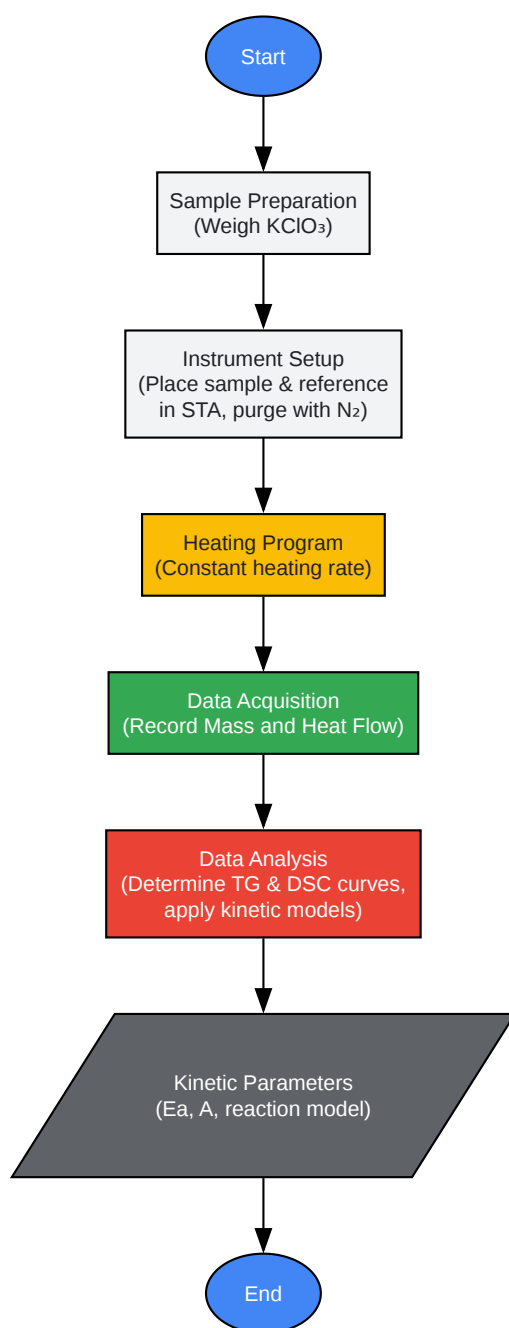 Start
Sample Preparation
(Weigh KClO₃)
Instrument Setup
(Place sample & reference
in STA, purge with N₂)
Heating Program
(Constant heating rate)
Data Acquisition
(Record Mass and Heat Flow)
Data Analysis
(Determine TG & DSC curves,
apply kinetic models)
Kinetic Parameters
(Ea, A, reaction model)
End